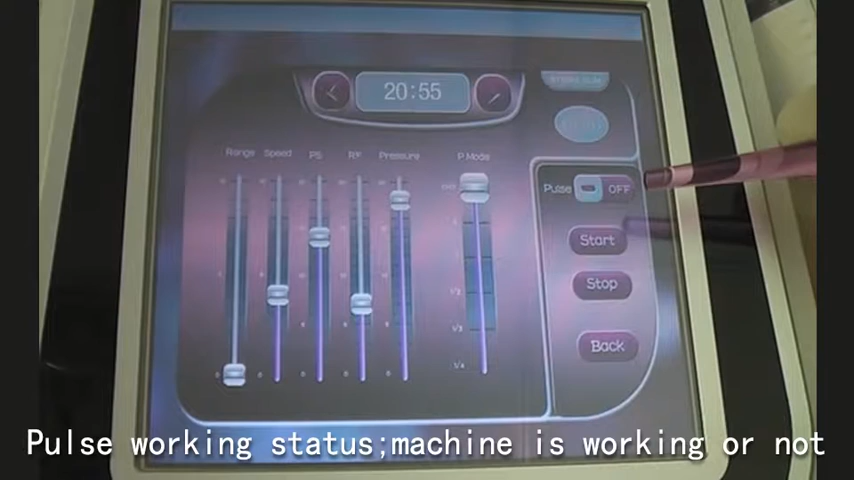 20:55
Range Speed PS RF Pressure P.Mode
Pulse OFF
Start
Stop
Back
Pulse working status;machine is working or not